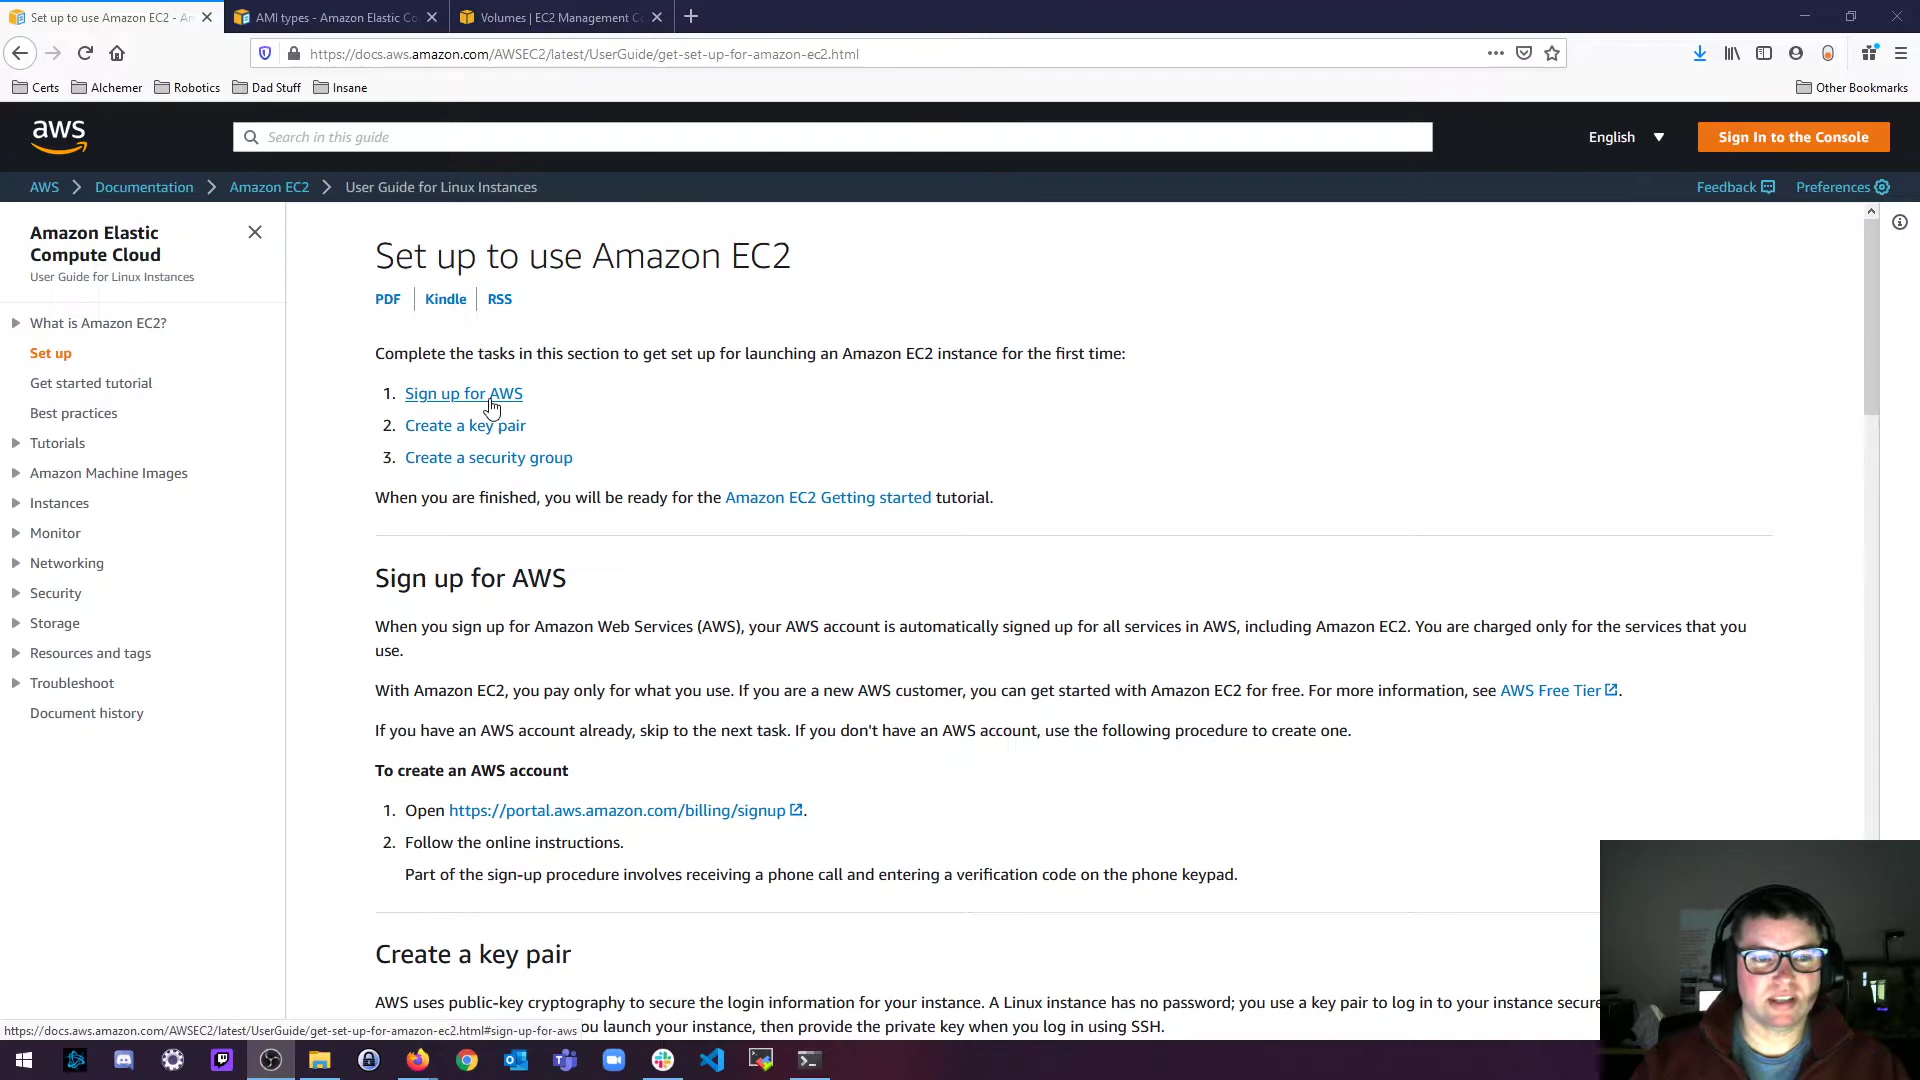 Set up to use Amazon EC2 - Am
AMI types - Amazon Elastic Co
Volumes | EC2 Management Co
https://docs.aws.amazon.com/AWSEC2/latest/UserGuide/get-set-up-for-amazon-ec2.html
Certs
Alchemer
Robotics
Dad Stuff
Insane
Other Bookmarks
aws
Search in this guide
English
Sign In to the Console
AWS
Documentation
Amazon EC2
User Guide for Linux Instances
Feedback
Preferences
Amazon Elastic
Compute Cloud
User Guide for Linux Instances
What is Amazon EC2?
Set up
Get started tutorial
Best practices
Tutorials
Amazon Machine Images
Instances
Monitor
Networking
Security
Storage
Resources and tags
Troubleshoot
Document history
Set up to use Amazon EC2
PDF
Kindle
RSS
Complete the tasks in this section to get set up for launching an Amazon EC2 instance for the first time:
1. Sign up for AWS
2. Create a key pair
3. Create a security group
When you are finished, you will be ready for the Amazon EC2 Getting started tutorial.
Sign up for AWS
When you sign up for Amazon Web Services (AWS), your AWS account is automatically signed up for all services in AWS, including Amazon EC2. You are charged only for the services that you
use.
With Amazon EC2, you pay only for what you use. If you are a new AWS customer, you can get started with Amazon EC2 for free. For more information, see AWS Free Tier.
If you have an AWS account already, skip to the next task. If you don't have an AWS account, use the following procedure to create one.
To create an AWS account
1. Open https://portal.aws.amazon.com/billing/signup.
2. Follow the online instructions.
Part of the sign-up procedure involves receiving a phone call and entering a verification code on the phone keypad.
Create a key pair
AWS uses public-key cryptography to secure the login information for your instance. A Linux instance has no password; you use a key pair to log in to your instance secure
ou launch your instance, then provide the private key when you log in using SSH.
https://docs.aws.amazon.com/AWSEC2/latest/UserGuide/get-set-up-for-amazon-ec2.html#sign-up-for-aws